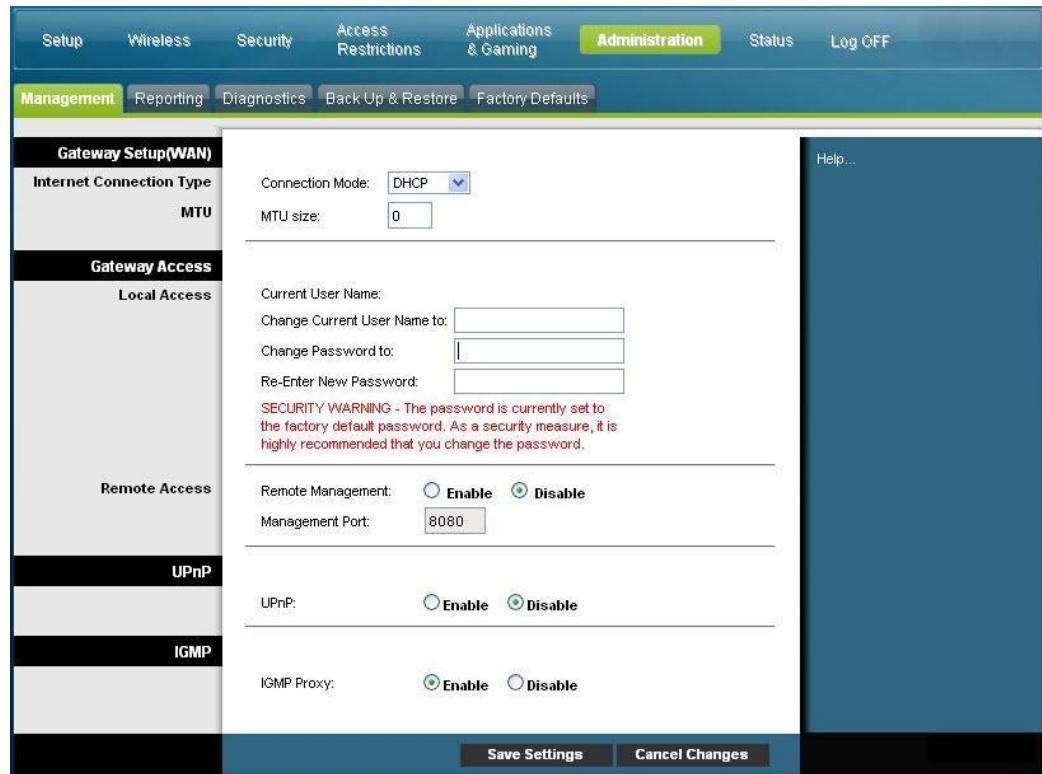 Setup Wireless Security Access Restrictions Applications & Gaming Administration Status Log OFF
Management Reporting Diagnostics Back Up & Restore Factory Defaults
Gateway Setup(WAN)
Help...
Internet Connection Type
Connection Mode: DHCP
MTU
MTU size: 0
Gateway Access
Local Access
Current User Name:
Change Current User Name to:
Change Password to:
Re-Enter New Password:
SECURITY WARNING - The password is currently set to
the factory default password. As a security measure, it is
highly recommended that you change the password.
Remote Access
Remote Management: Enable Disable
Management Port: 8080
UPnP
UPnP: Enable Disable
IGMP
IGMP Proxy: Enable Disable
Save Settings Cancel Changes